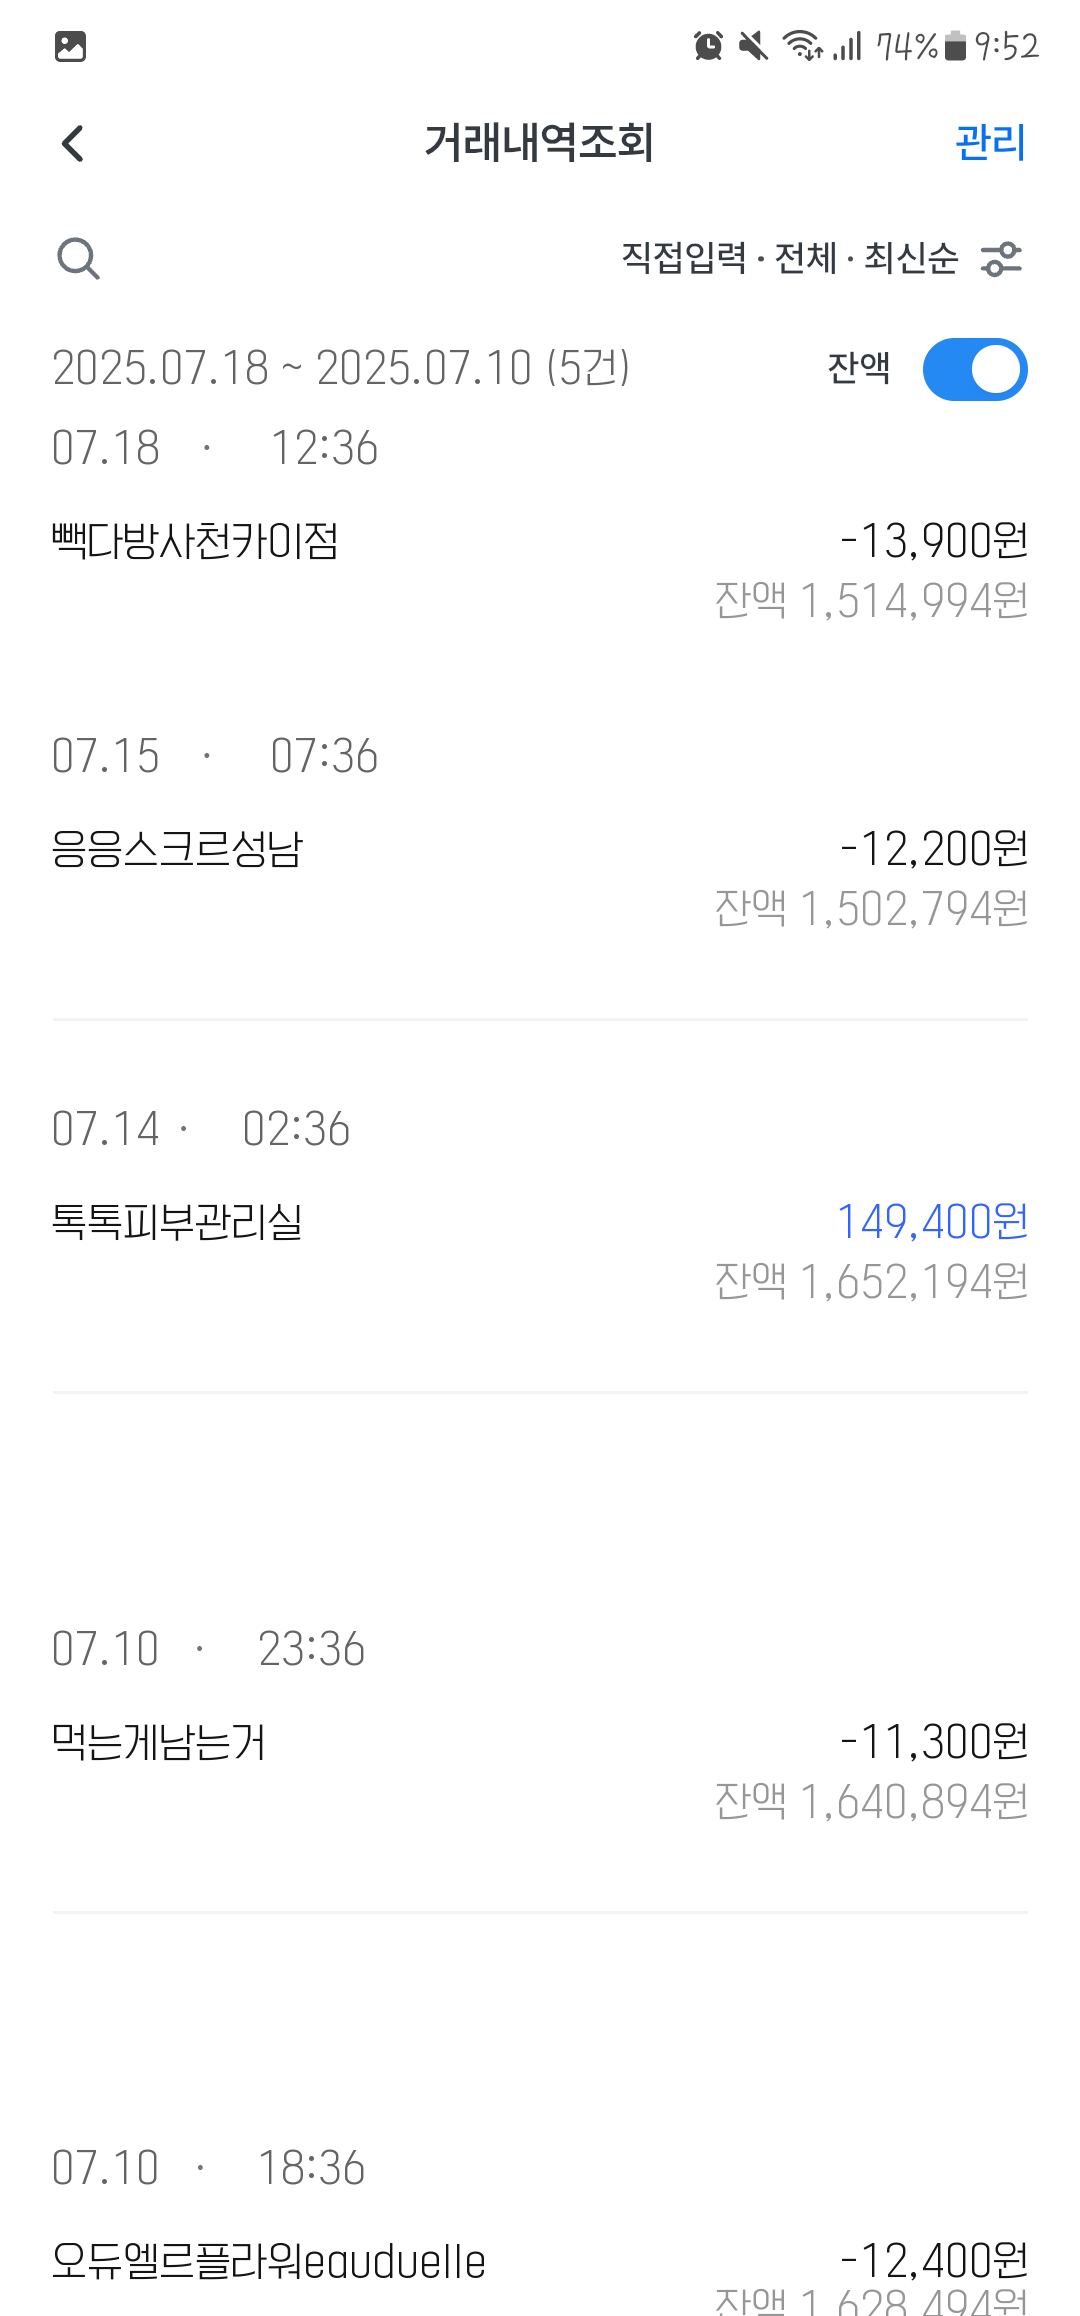 74% 9:52
거래내역조회 관리
직접입력 · 전체 · 최신순
2025.07.18 ~ 2025.07.10 (5건) 잔액
07.18 · 12:36
빽다방사천카이점 -13,900원
잔액 1,514,994원
07.15 · 07:36
응응스크르성남 -12,200원
잔액 1,502,794원
07.14 · 02:36
톡톡피부관리실 149,400원
잔액 1,652,194원
07.10 · 23:36
먹는게남는거 -11,300원
잔액 1,640,894원
07.10 · 18:36
오듀엘르플라워eauduelle -12,400원
잔액 1,628,494원